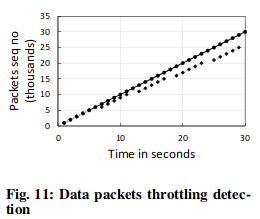 35
30
25
20
15
10
5
0
Packets seq no
(thousands)
0 10 20 30
Time in seconds
Fig. 11: Data packets throttling detec-
tion